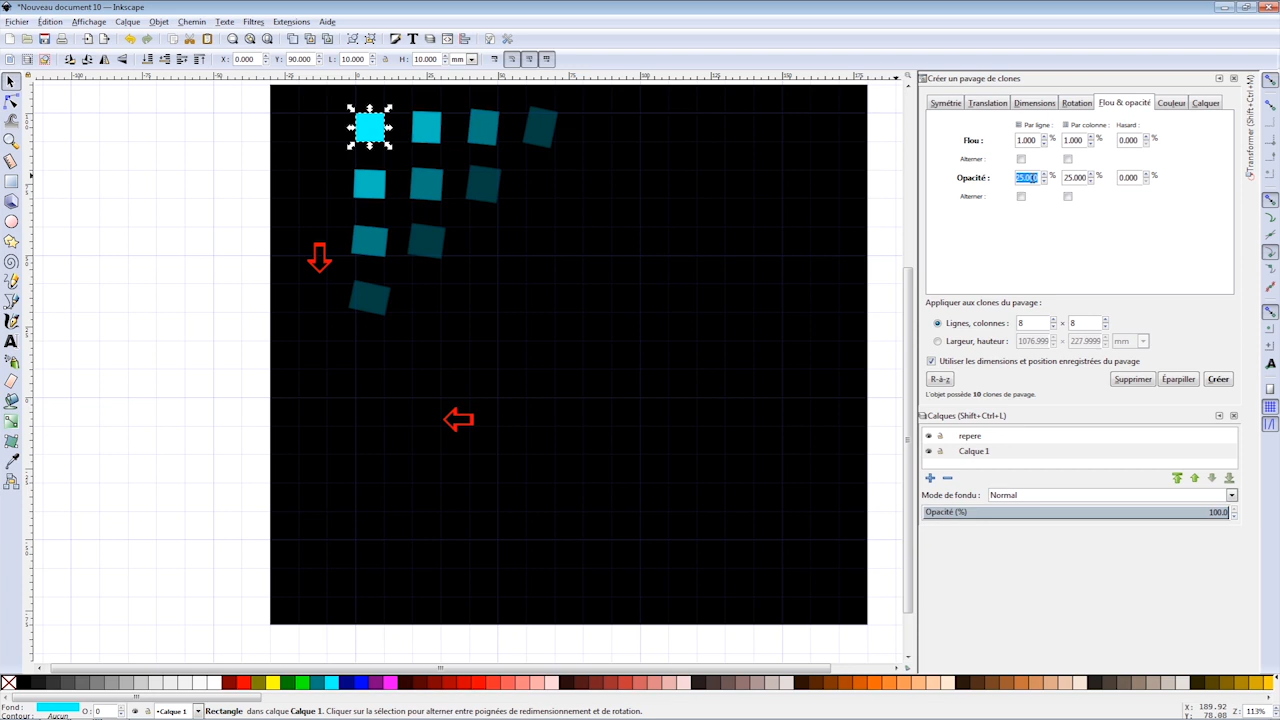 *Nouveau document 10 — Inkscape
Fichier Édition Affichage Calque Objet Chemin Texte Filtres Extensions Aide
X: 0.000 Y: 90.000 L: 10.000 H: 10.000 mm
Créer un pavage de clones
Symétrie Translation Dimensions Rotation Flou & opacité Couleur Calquer
Par ligne : Par colonne : Hasard :
Flou : 1.000 % 1.000 % 0.000 %
Alterner :
Opacité : % 25.000 % 0.000 %
Alterner :
Appliquer aux clones du pavage :
Lignes, colonnes : 8 x 8
Largeur, hauteur : 1076.999 x 227.9999 mm
Utiliser les dimensions et position enregistrées du pavage
R-à-z Supprimer Éparpiller Créer
L'objet possède 10 clones de pavage.
Calques (Shift+Ctrl+L)
repere
Calque 1
Mode de fondu : Normal
Opacité (%) 100.0
Transformer (Shift+Ctrl+M)
Fond :
Contour : Aucun
O: 0
•Calque 1
Rectangle dans calque Calque 1. Cliquer sur la sélection pour alterner entre poignées de redimensionnement et de rotation.
X: 189.92
Y: 78.08
Z: 113%